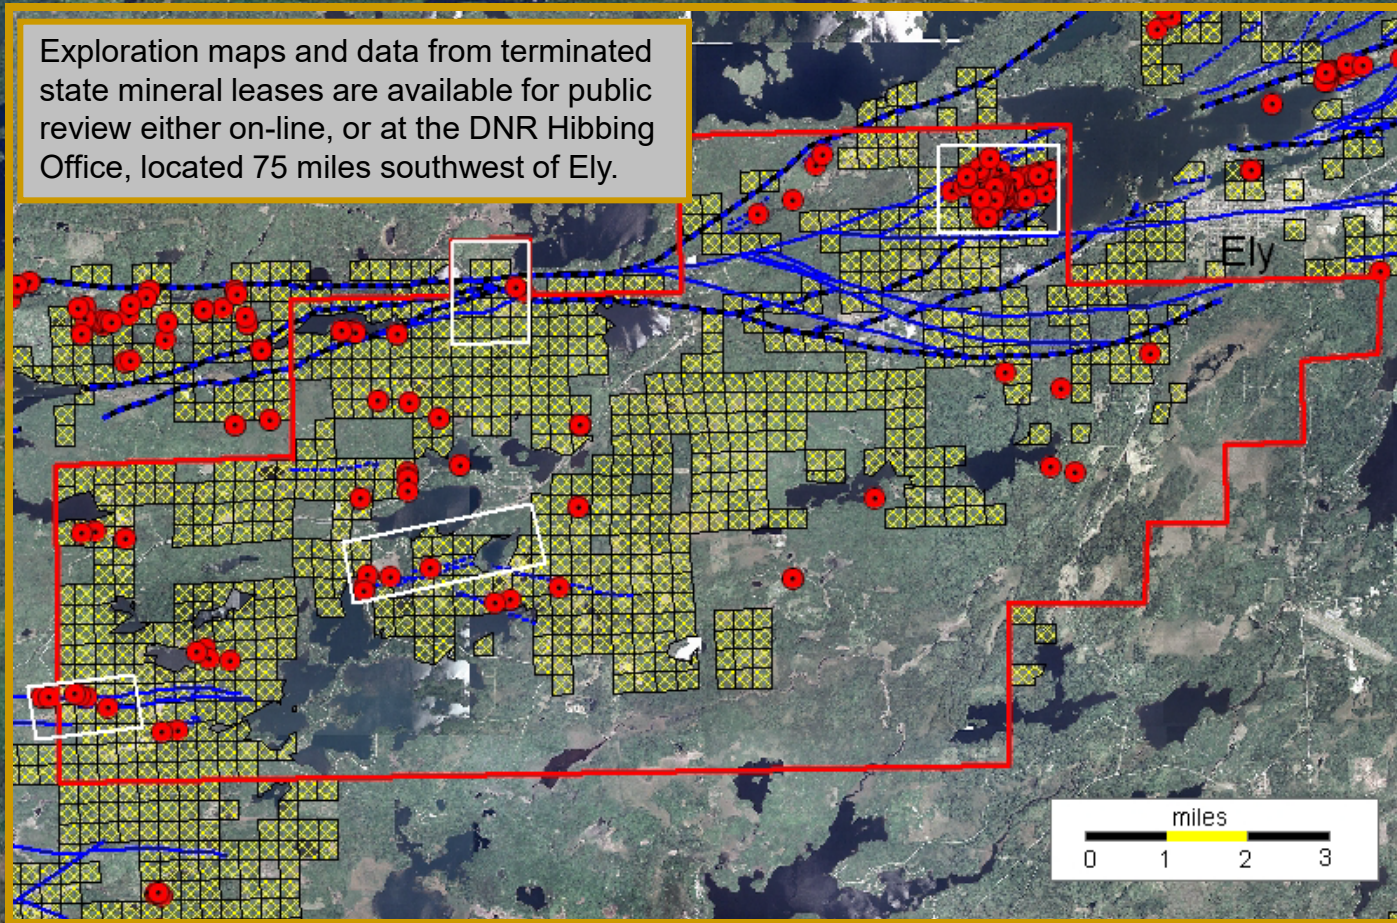 Exploration maps and data from terminated
state mineral leases are available for public
review either on-line, or at the DNR Hibbing
Office, located 75 miles southwest of Ely.
Ely
miles
0 1 2 3